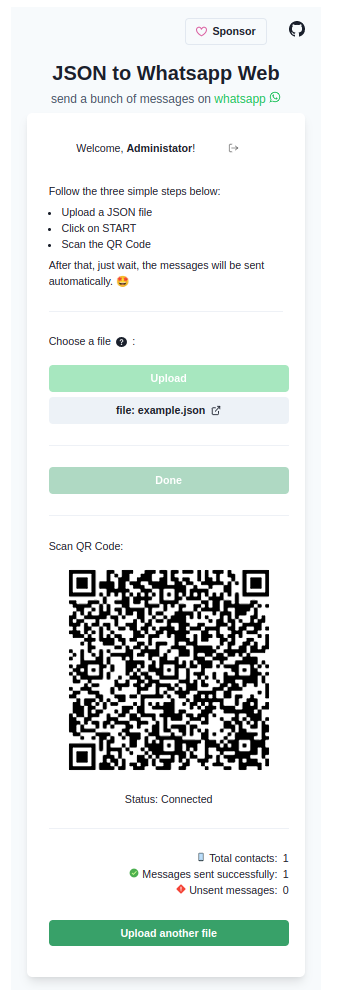 Sponsor
JSON to Whatsapp Web
send a bunch of messages on whatsapp
Welcome, Administator!
Follow the three simple steps below:
• Upload a JSON file
• Click on START
• Scan the QR Code
After that, just wait, the messages will be sent
automatically. 🤩
Choose a file ? :
Upload
file: example.json
Done
Scan QR Code:
Status: Connected
Total contacts: 1
Messages sent successfully: 1
Unsent messages: 0
Upload another file